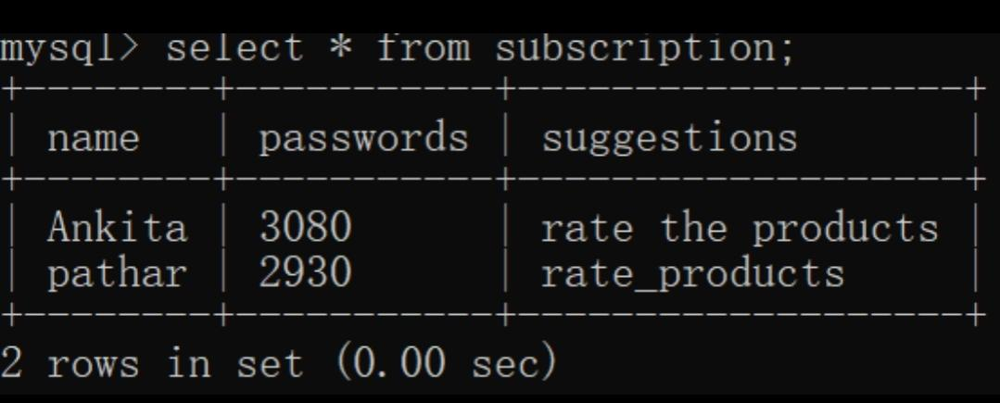 mysql> select * from subscription;
+--------+-----------+-------------------+
| name | passwords | suggestions |
+--------+-----------+-------------------+
| Ankita | 3080 | rate the products |
| pathar | 2930 | rate_products |
+--------+-----------+-------------------+
2 rows in set (0.00 sec)